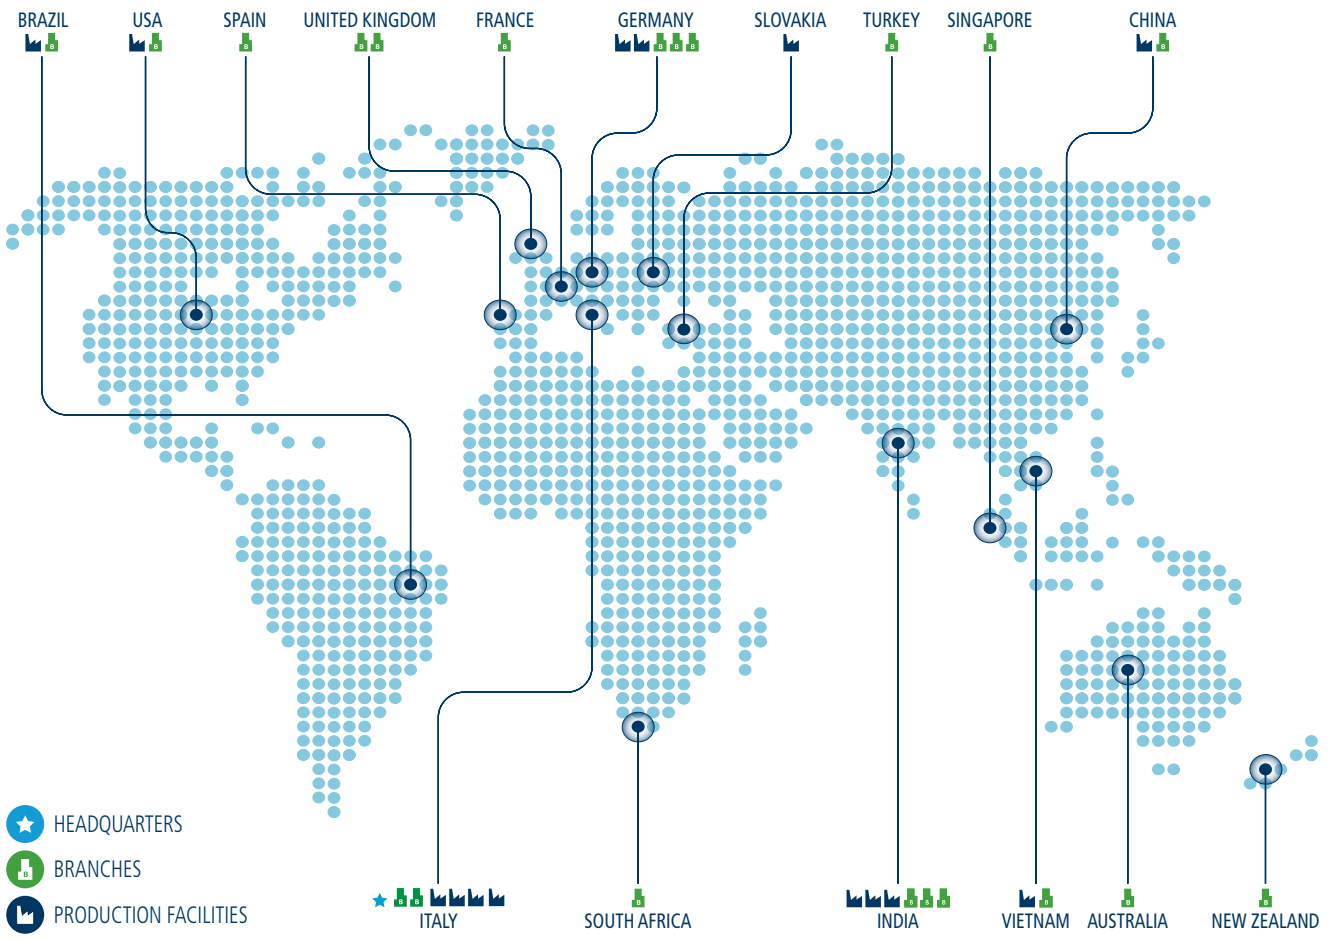 BRAZIL USA SPAIN UNITED KINGDOM FRANCE GERMANY SLOVAKIA TURKEY SINGAPORE CHINA
B B B B B B B B B B B B
HEADQUARTERS
B BRANCHES
PRODUCTION FACILITIES
B B B B B B B B B
ITALY SOUTH AFRICA INDIA VIETNAM AUSTRALIA NEW ZEALAND